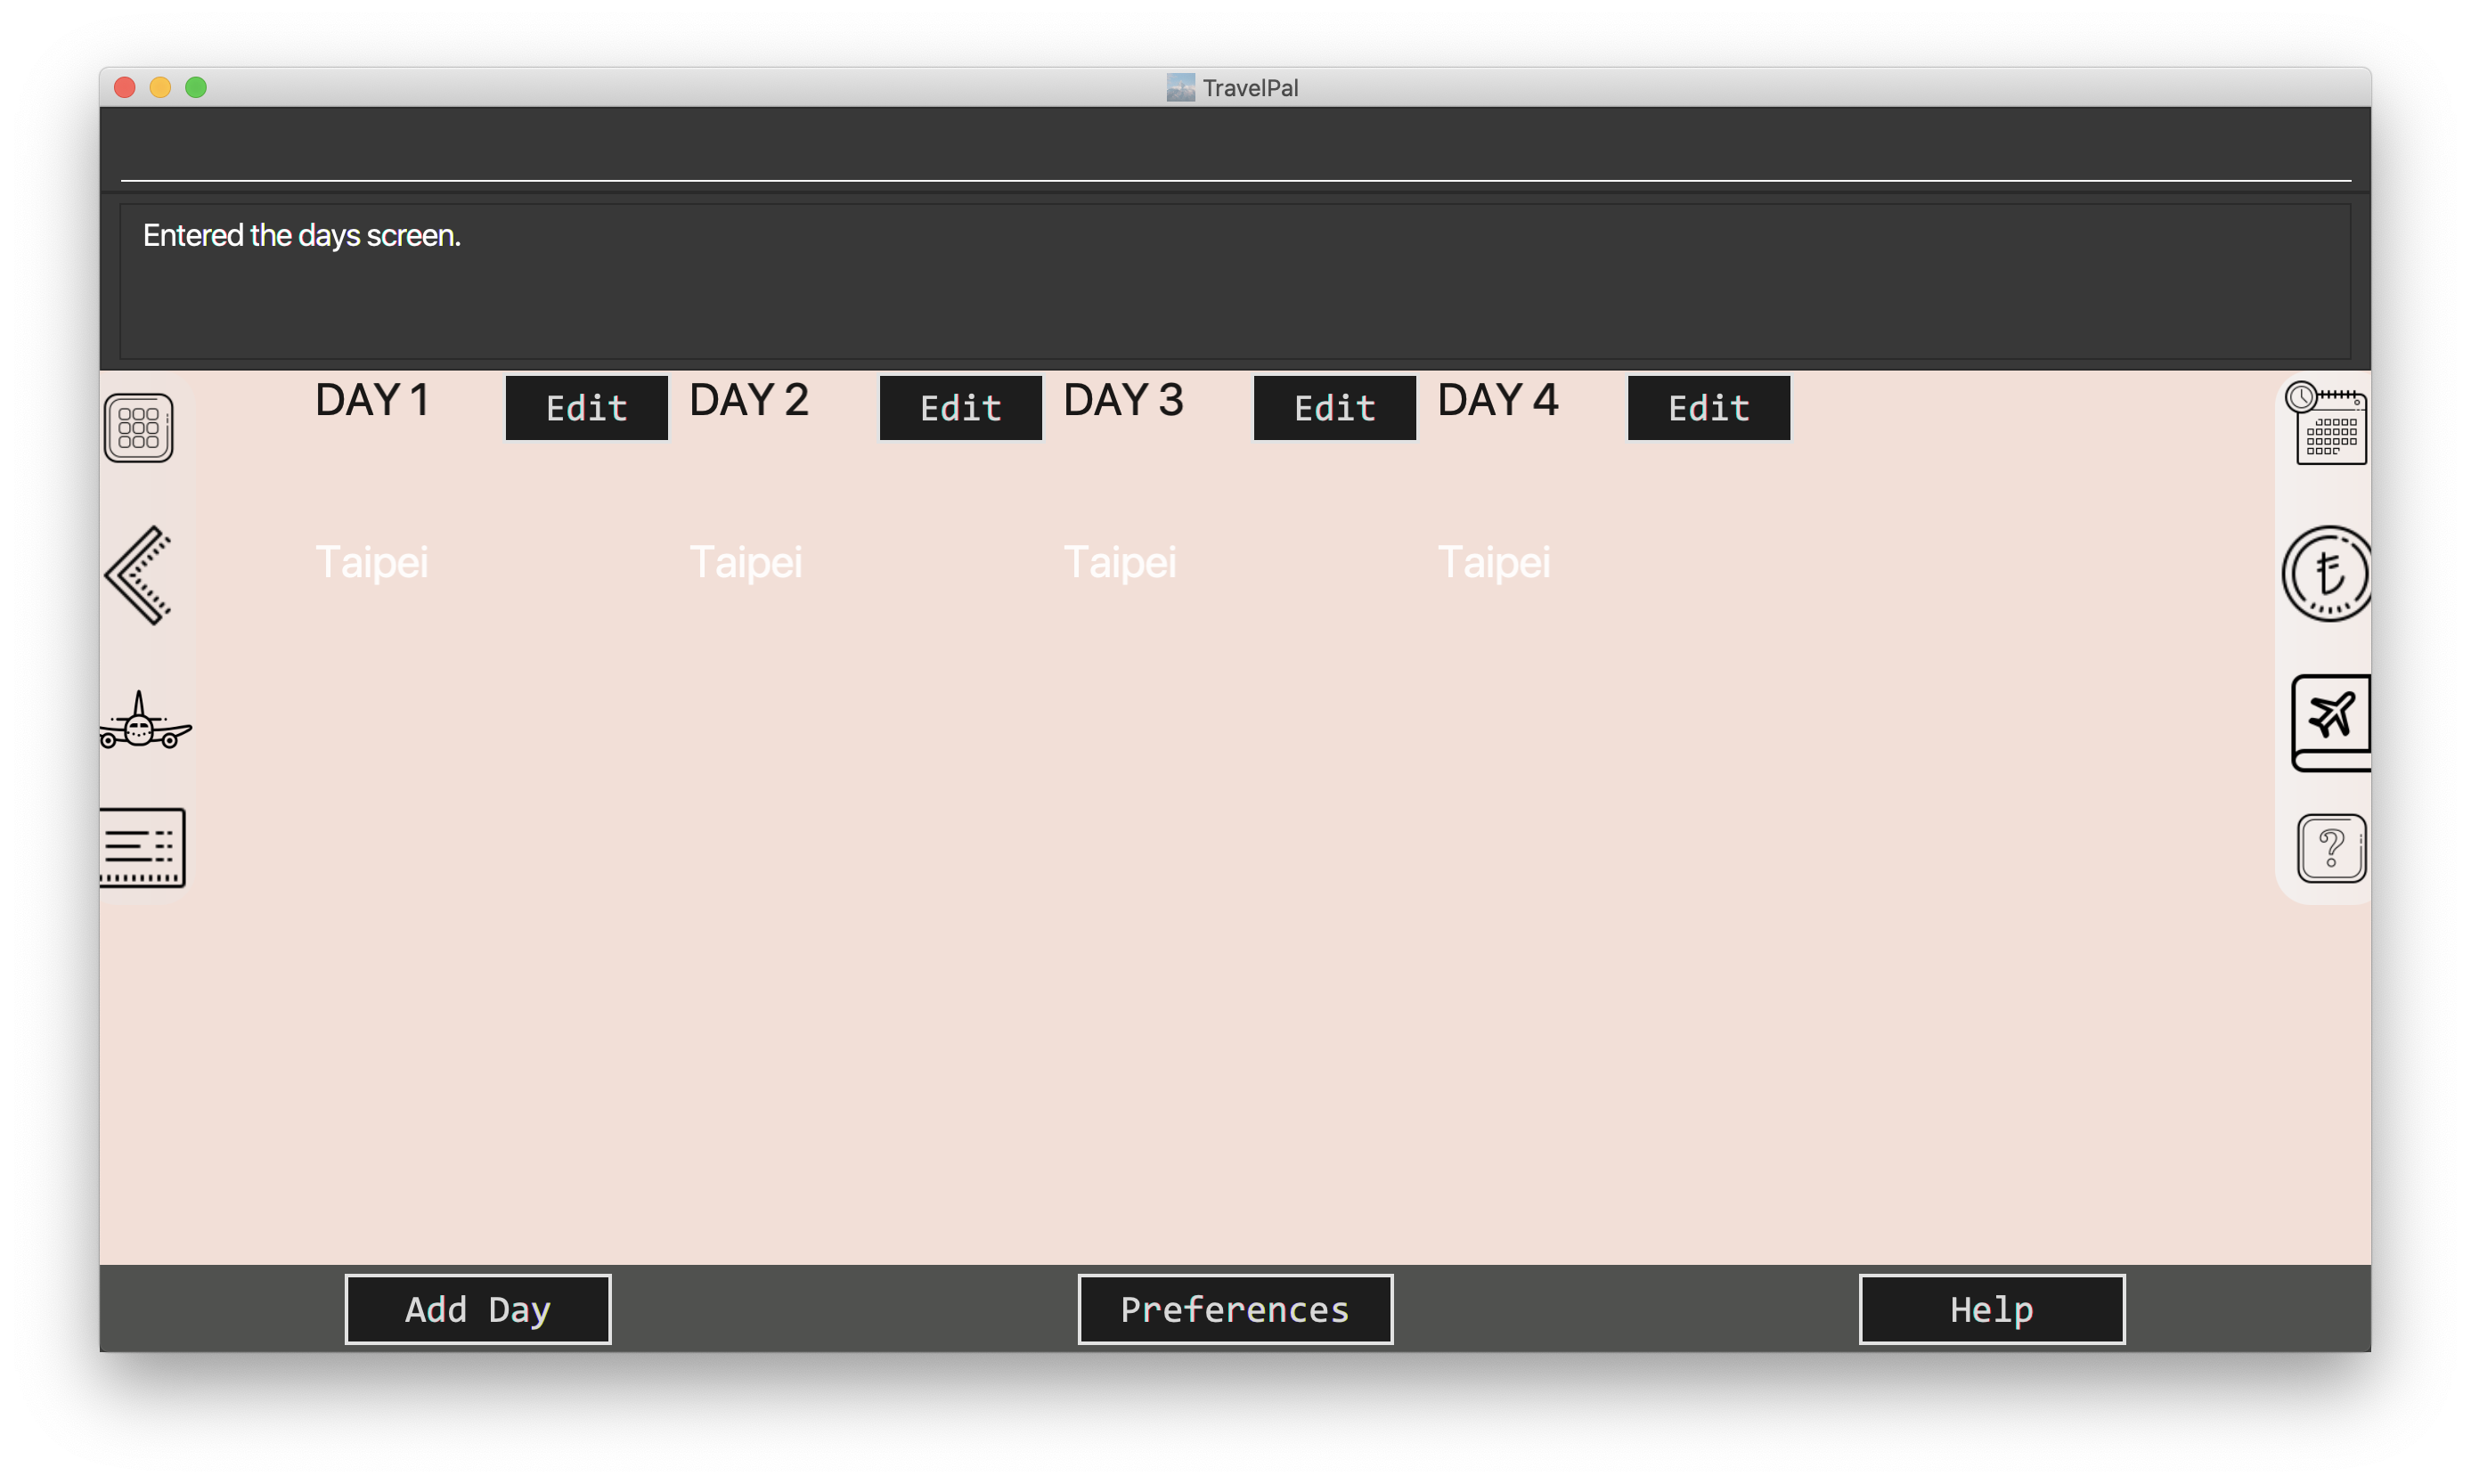 TravelPal
Entered the days screen.
DAY 1 Edit DAY 2 Edit DAY 3 Edit DAY 4 Edit
Taipei Taipei Taipei Taipei
Add Day Preferences Help